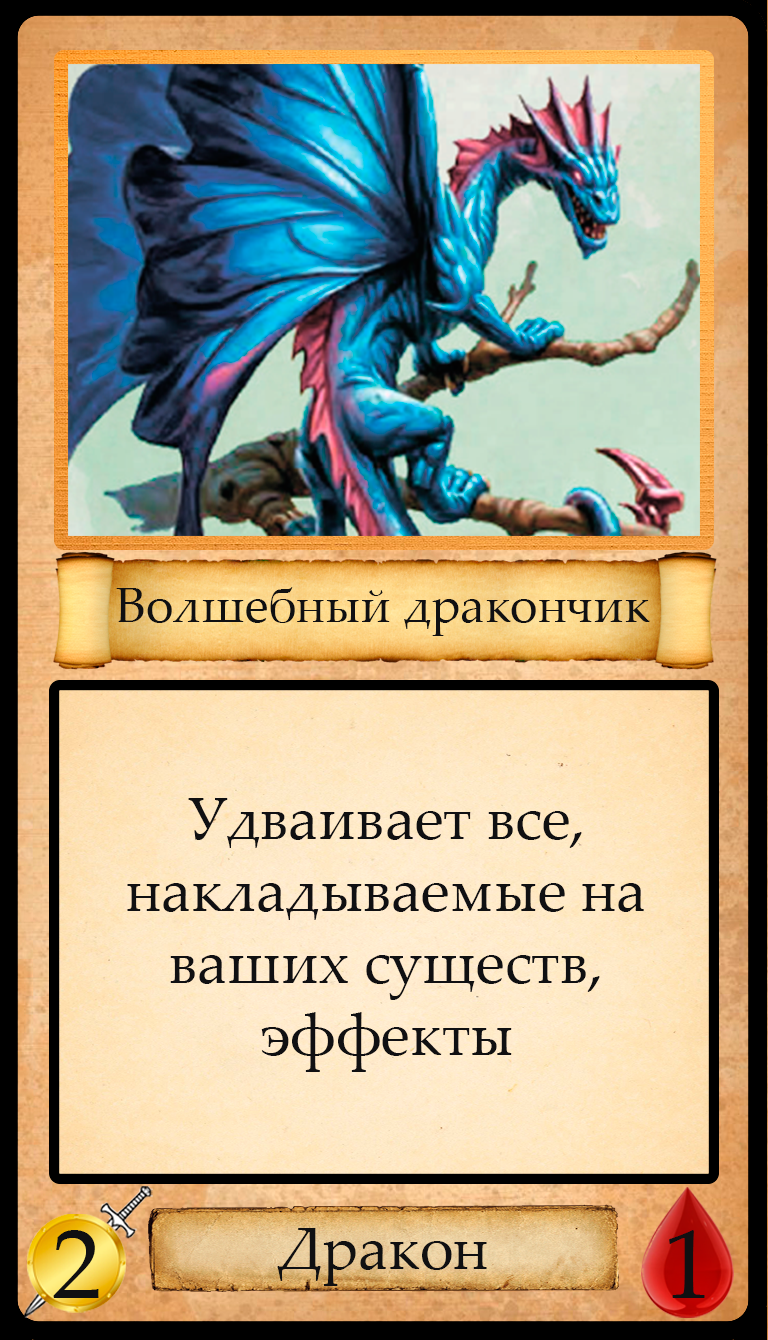 Волшебный дракончик
Удваивает все,
накладываемые на
ваших существ,
эффекты
2
Дракон
1